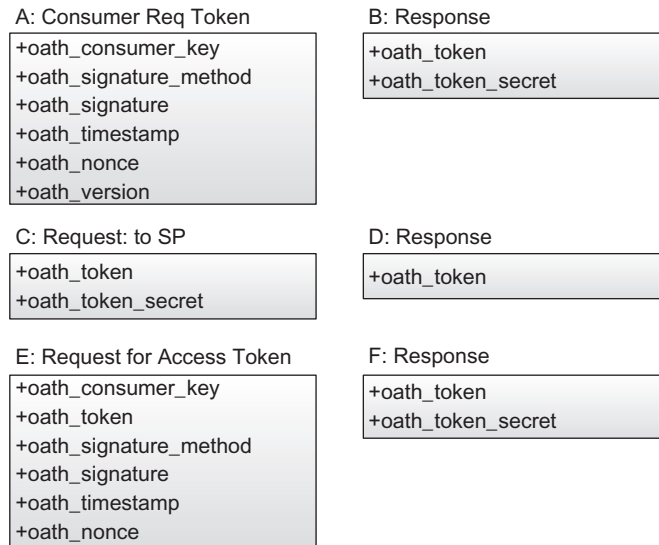 A: Consumer Req Token
+oath_consumer_key
+oath_signature_method
+oath_signature
+oath_timestamp
+oath_nonce
+oath_version
B: Response
+oath_token
+oath_token_secret
C: Request: to SP
+oath_token
+oath_token_secret
D: Response
+oath_token
E: Request for Access Token
+oath_consumer_key
+oath_token
+oath_signature_method
+oath_signature
+oath_timestamp
+oath_nonce
F: Response
+oath_token
+oath_token_secret